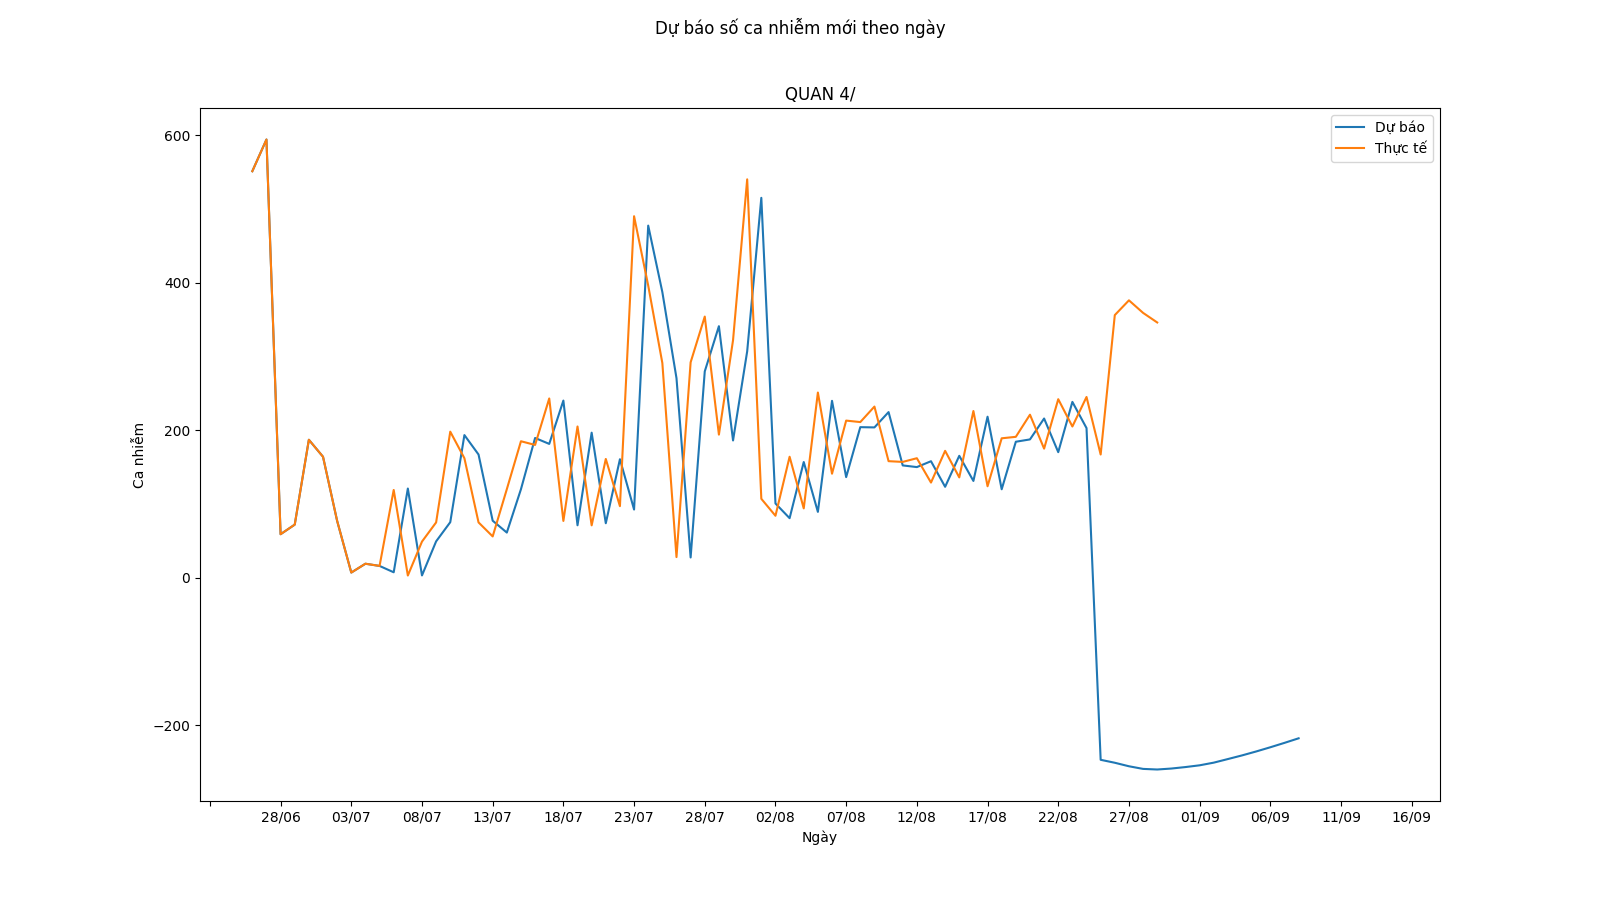 Dự báo số ca nhiễm mới theo ngày
QUAN 4/
Dự báo
Thực tế
600
400
200
0
−200
Ca nhiễm
28/06 03/07 08/07 13/07 18/07 23/07 28/07 02/08 07/08 12/08 17/08 22/08 27/08 01/09 06/09 11/09 16/09
Ngày